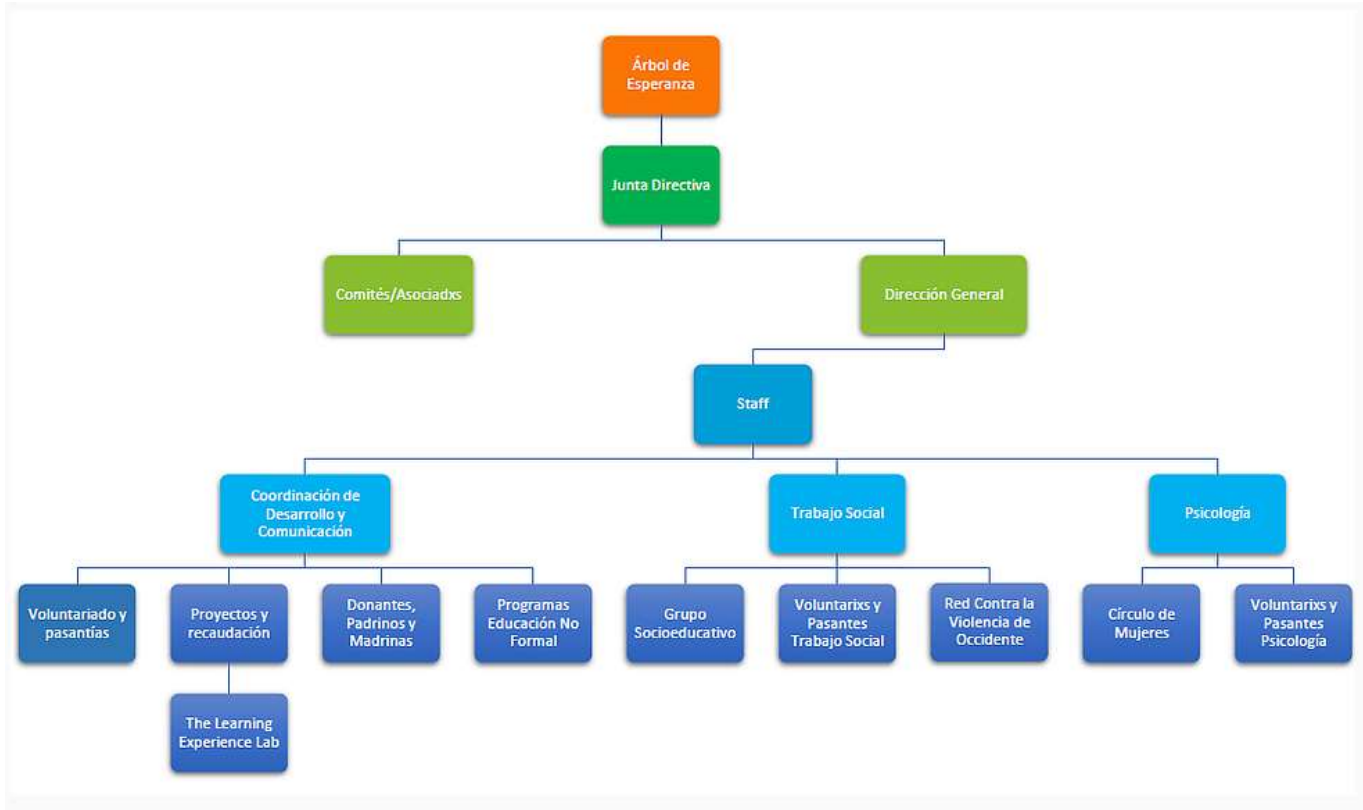 Árbol de
Esperanza
Junta Directiva
Comités/Asociadxs
Dirección General
Staff
Coordinación de
Desarrollo y
Comunicación
Trabajo Social
Psicología
Voluntariado y
pasantías
Proyectos y
recaudación
Donantes,
Padrinos y
Madrinas
Programas
Educación No
Formal
Grupo
Socioeducativo
Voluntarixs y
Pasantes
Trabajo Social
Red Contra la
Violencia de
Occidente
Círculo de
Mujeres
Voluntarixs y
Pasantes
Psicología
The Learning
Experience Lab